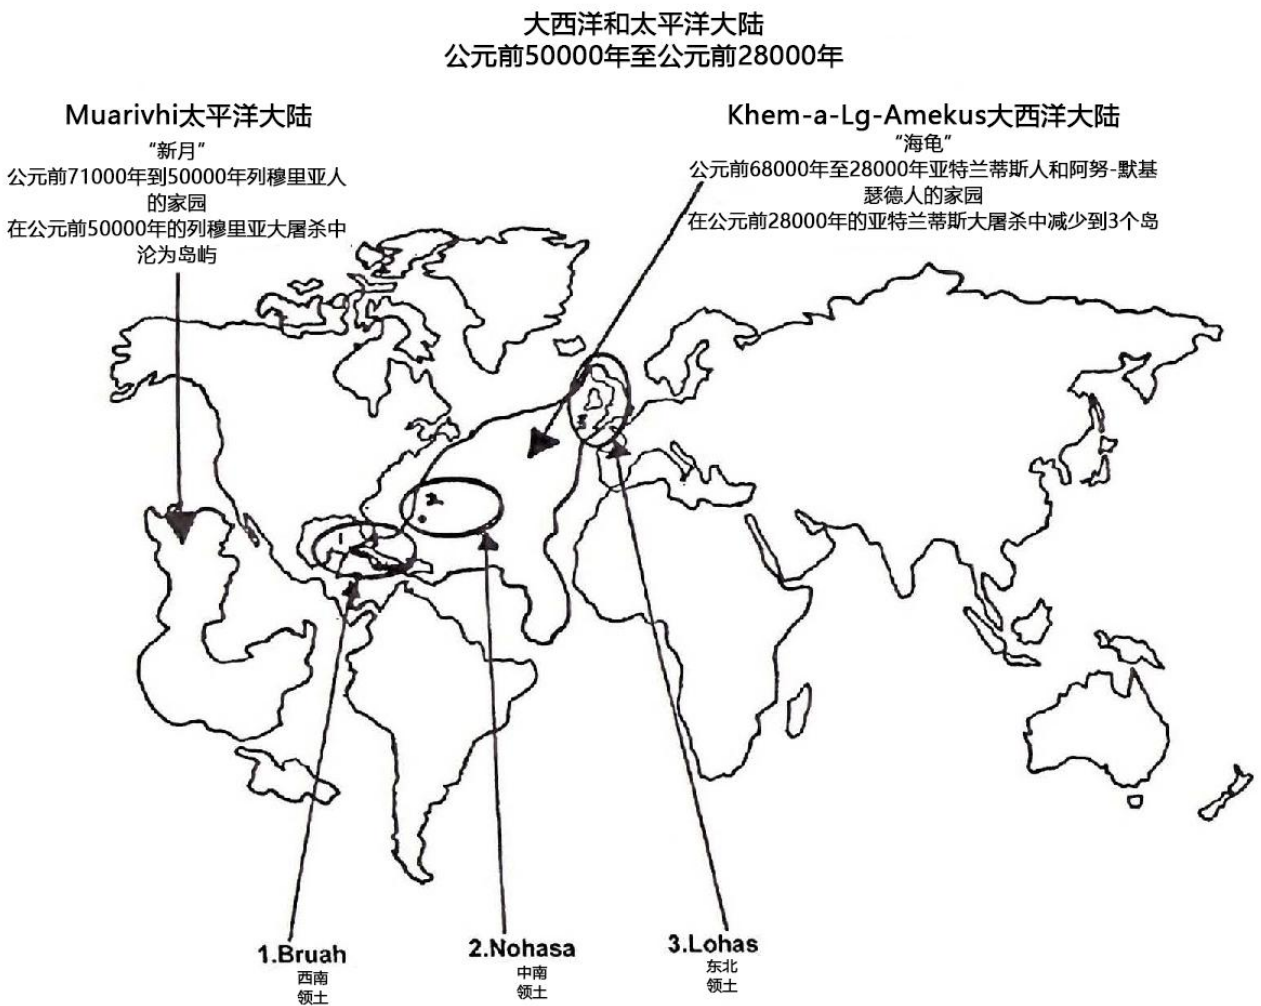 大西洋和太平洋大陆
公元前50000年至公元前28000年
Muarivhi太平洋大陆
“新月”
公元前71000年到50000年列穆里亚人
的家园
在公元前50000年的列穆里亚大屠杀中
沦为岛屿
Khem-a-Lg-Amekus大西洋大陆
“海龟”
公元前68000年至28000年亚特兰蒂斯人和阿努-默基
瑟德人的家园
在公元前28000年的亚特兰蒂斯大屠杀中减少到3个岛
1.Bruah
西南
领土
2.Nohasa
中南
领土
3.Lohas
东北
领土